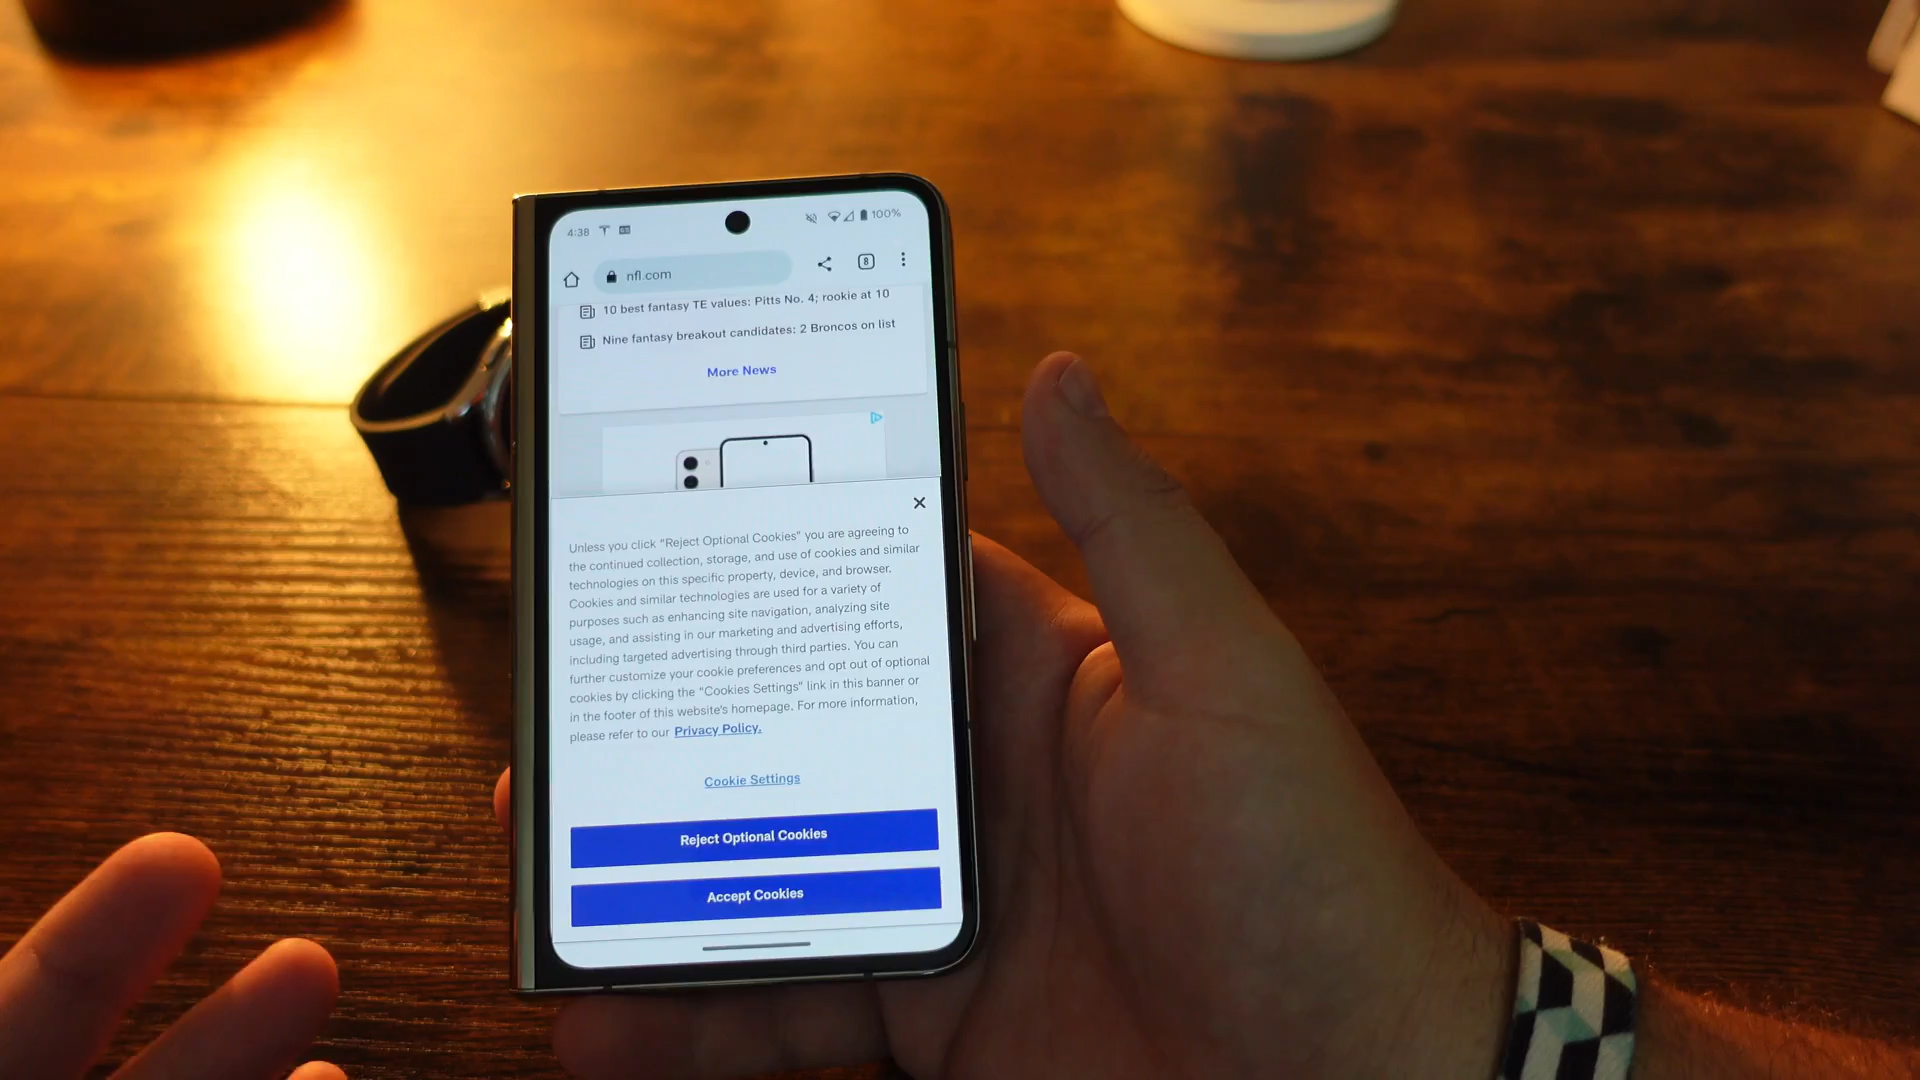 4:38 100%
nfl.com 8
10 best fantasy TE values: Pitts No. 4; rookie at 10
Nine fantasy breakout candidates: 2 Broncos on list
More News
Unless you click “Reject Optional Cookies” you are agreeing to
the continued collection, storage, and use of cookies and similar
technologies on this specific property, device, and browser.
Cookies and similar technologies are used for a variety of
purposes such as enhancing site navigation, analyzing site
usage, and assisting in our marketing and advertising efforts,
including targeted advertising through third parties. You can
further customize your cookie preferences and opt out of optional
cookies by clicking the “Cookies Settings” link in this banner or
in the footer of this website's homepage. For more information,
please refer to our Privacy Policy.
Cookie Settings
Reject Optional Cookies
Accept Cookies